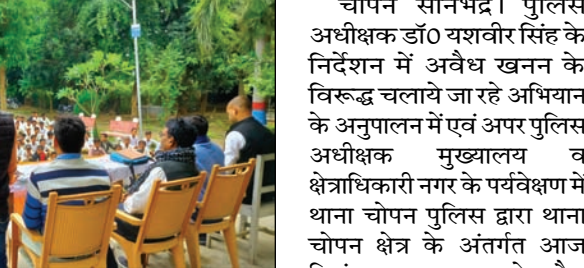 चोपन सोनभद्र। पुलिस
अधीक्षक डॉ0 यशवीर सिंह के
निर्देशन में अवैध खनन के
विरूद्ध चलाये जा रहे अभियान
के अनुपालन में एवं अपर पुलिस
अधीक्षक मुख्यालय व
क्षेत्राधिकारी नगर के पर्यवेक्षण में
थाना चोपन पुलिस द्वारा थाना
चोपन क्षेत्र के अंतर्गत आज